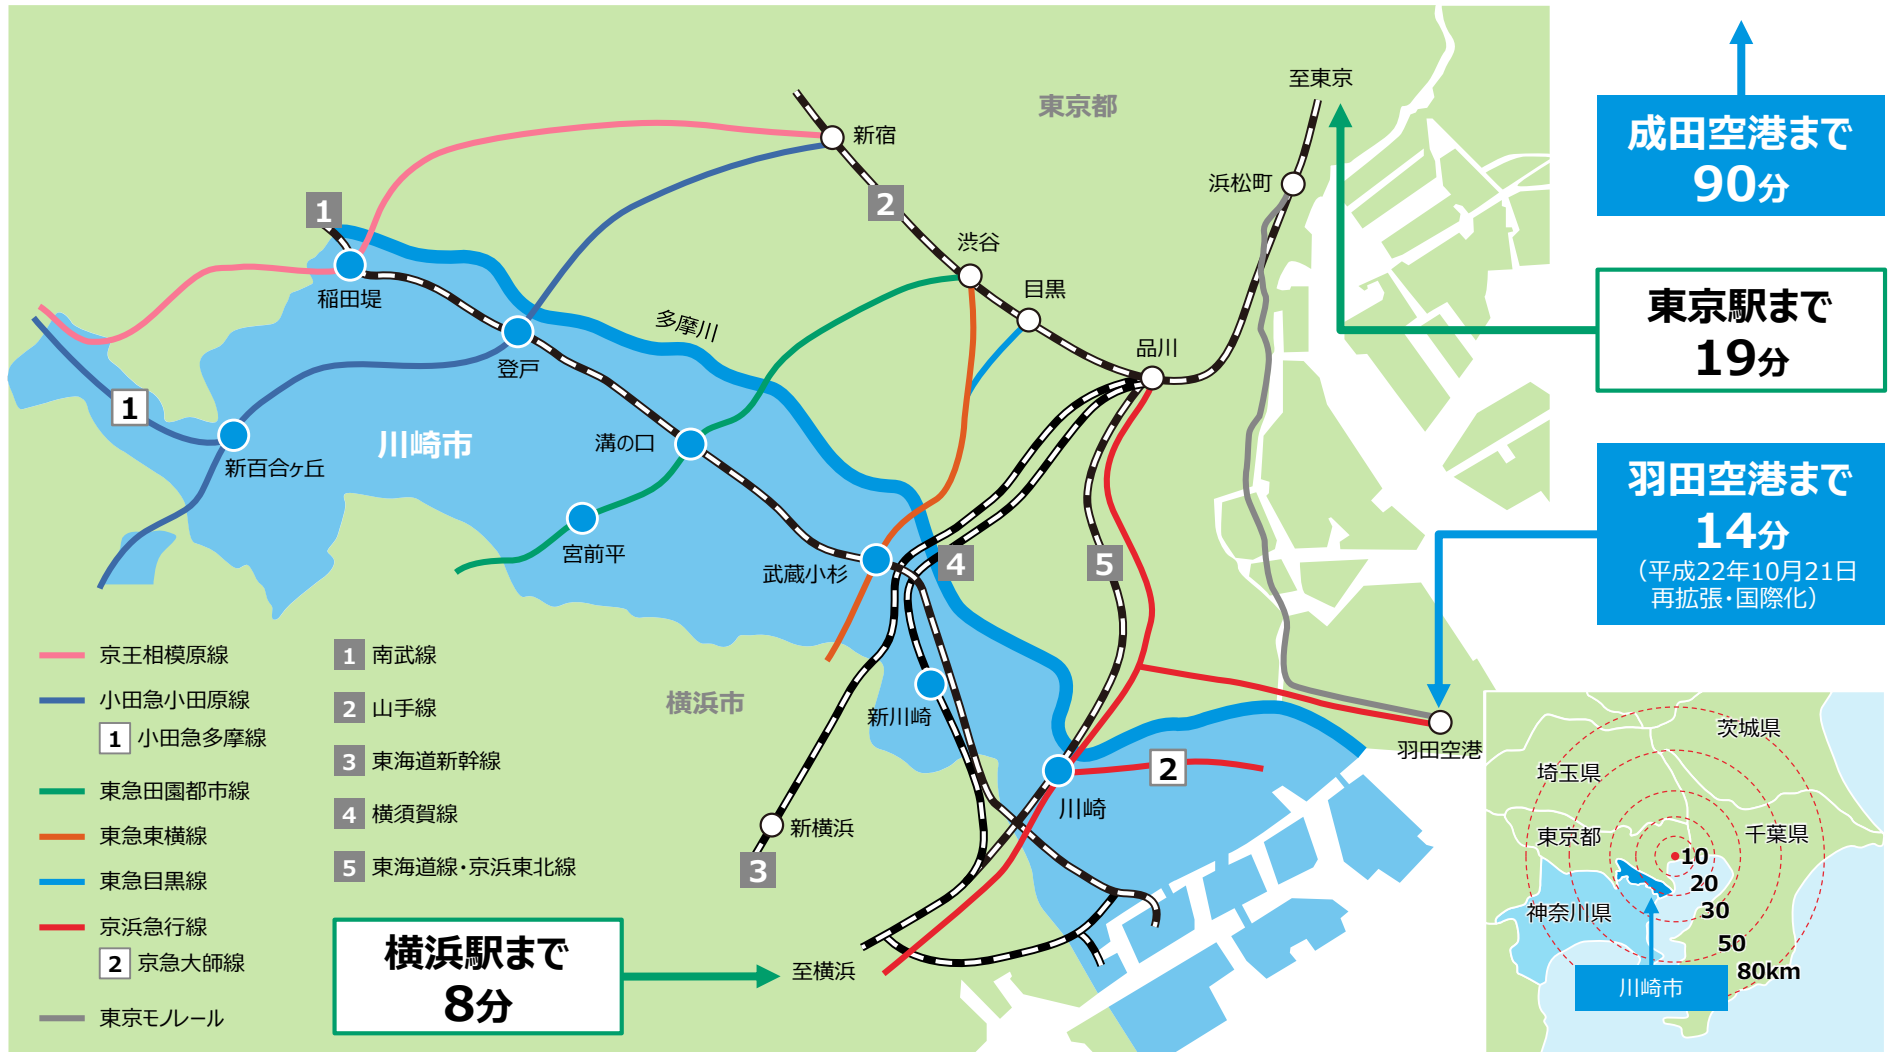 至東京
東京都
新宿
浜松町
1
2
渋谷
目黒
稲田堤
多摩川
品川
登戸
1
川崎市
溝の口
新百合ヶ丘
宮前平
武蔵小杉
4
5
横浜市
新川崎
羽田空港
2
川崎
新横浜
3
至横浜
成田空港まで
90分
東京駅まで
19分
羽田空港まで
14分
（平成22年10月21日
再拡張・国際化）
京王相模原線
小田急小田原線
1 小田急多摩線
東急田園都市線
東急東横線
東急目黒線
京浜急行線
2 京急大師線
東京モノレール
1 南武線
2 山手線
3 東海道新幹線
4 横須賀線
5 東海道線・京浜東北線
横浜駅まで
8分
茨城県
埼玉県
東京都
千葉県
10
20
神奈川県
30
50
80km
川崎市